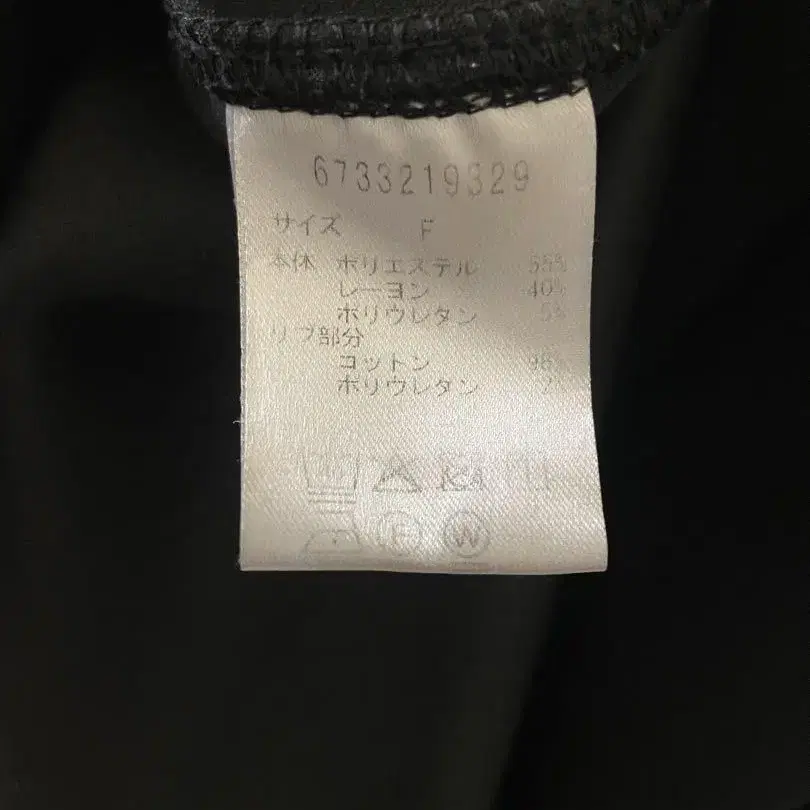 6733219329
サイズ F
本体 ポリエステル 55%
レーヨン 40%
ポリウレタン 5%
リブ部分
コットン 98%
ポリウレタン 2%
F W